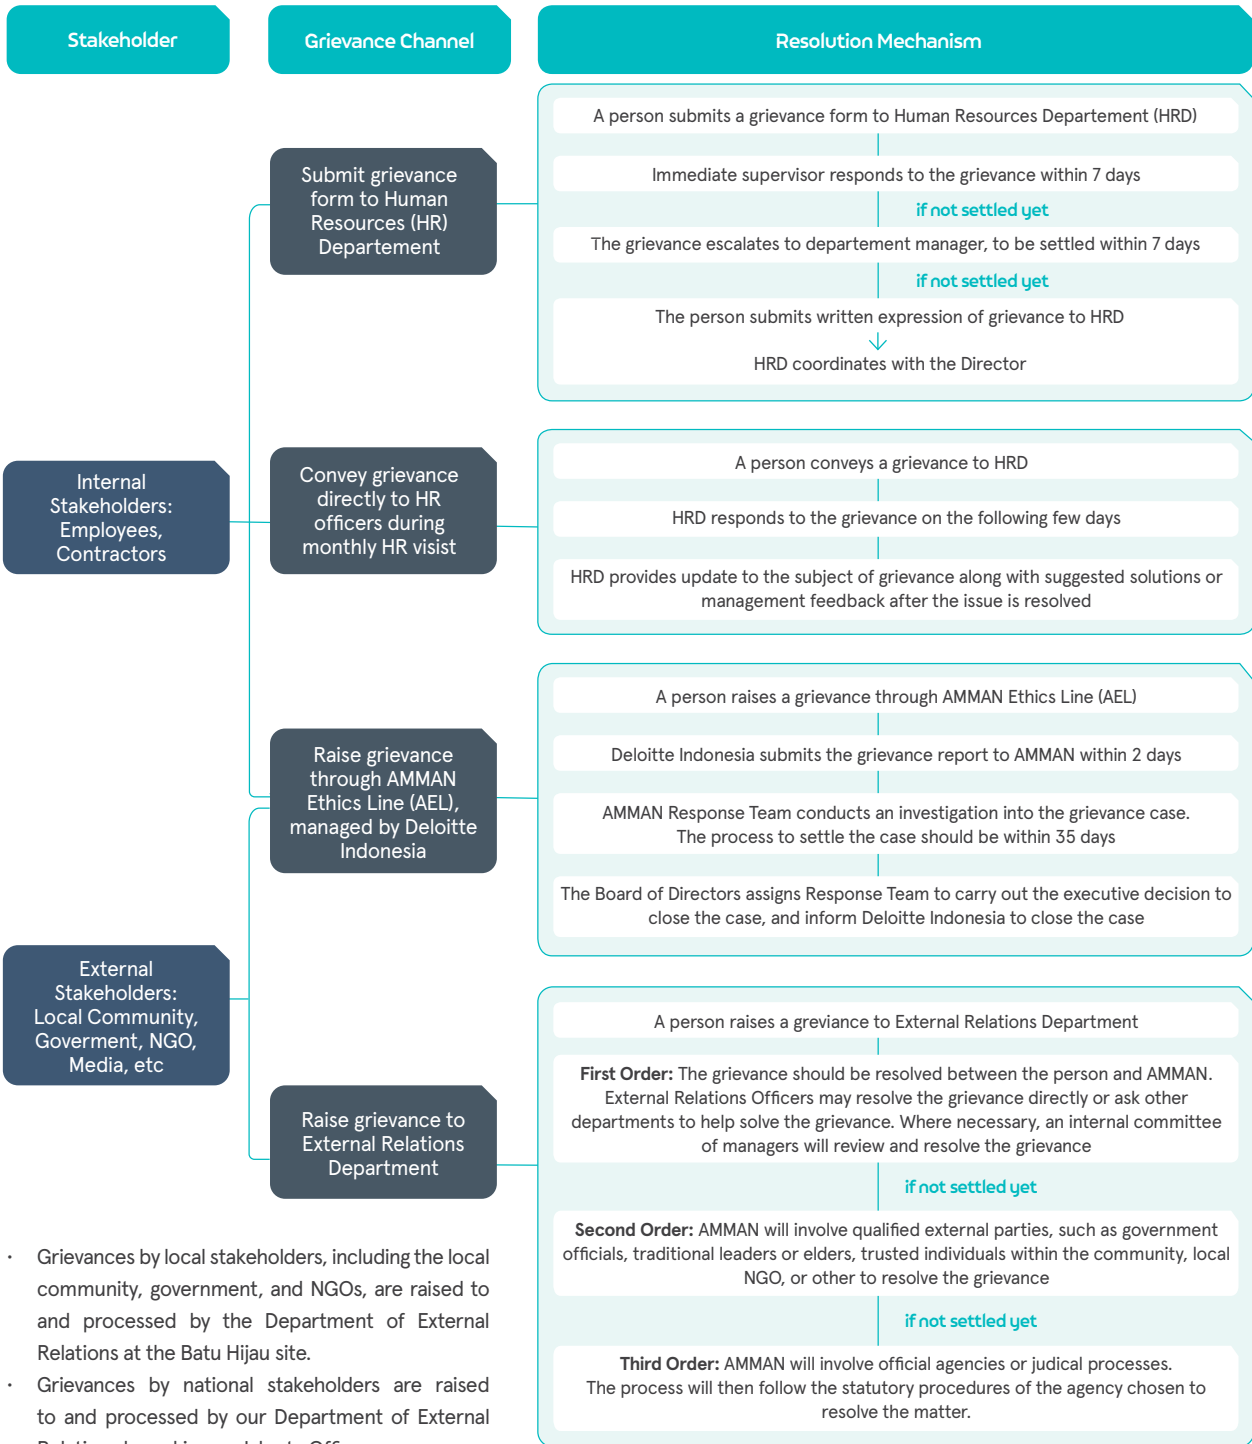 Stakeholder
Grievance Channel
Resolution Mechanism
Internal
Stakeholders:
Employees,
Contractors
External
Stakeholders:
Local Community,
Goverment, NGO,
Media, etc
Submit grievance
form to Human
Resources (HR)
Departement
Convey grievance
directly to HR
officers during
monthly HR visist
Raise grievance
through AMMAN
Ethics Line (AEL),
managed by Deloitte
Indonesia
Raise grievance to
External Relations
Department
A person submits a grievance form to Human Resources Departement (HRD)
Immediate supervisor responds to the grievance within 7 days
if not settled yet
The grievance escalates to departement manager, to be settled within 7 days
if not settled yet
The person submits written expression of grievance to HRD
HRD coordinates with the Director
A person conveys a grievance to HRD
HRD responds to the grievance on the following few days
HRD provides update to the subject of grievance along with suggested solutions or
management feedback after the issue is resolved
A person raises a grievance through AMMAN Ethics Line (AEL)
Deloitte Indonesia submits the grievance report to AMMAN within 2 days
AMMAN Response Team conducts an investigation into the grievance case.
The process to settle the case should be within 35 days
The Board of Directors assigns Response Team to carry out the executive decision to
close the case, and inform Deloitte Indonesia to close the case
A person raises a greviance to External Relations Department
First Order: The grievance should be resolved between the person and AMMAN.
External Relations Officers may resolve the grievance directly or ask other
departments to help solve the grievance. Where necessary, an internal committee
of managers will review and resolve the grievance
if not settled yet
Second Order: AMMAN will involve qualified external parties, such as government
officials, traditional leaders or elders, trusted individuals within the community, local
NGO, or other to resolve the grievance
if not settled yet
Third Order: AMMAN will involve official agencies or judical processes.
The process will then follow the statutory procedures of the agency chosen to
resolve the matter.
· Grievances by local stakeholders, including the local
community, government, and NGOs, are raised to
and processed by the Department of External
Relations at the Batu Hijau site.
· Grievances by national stakeholders are raised
to and processed by our Department of External